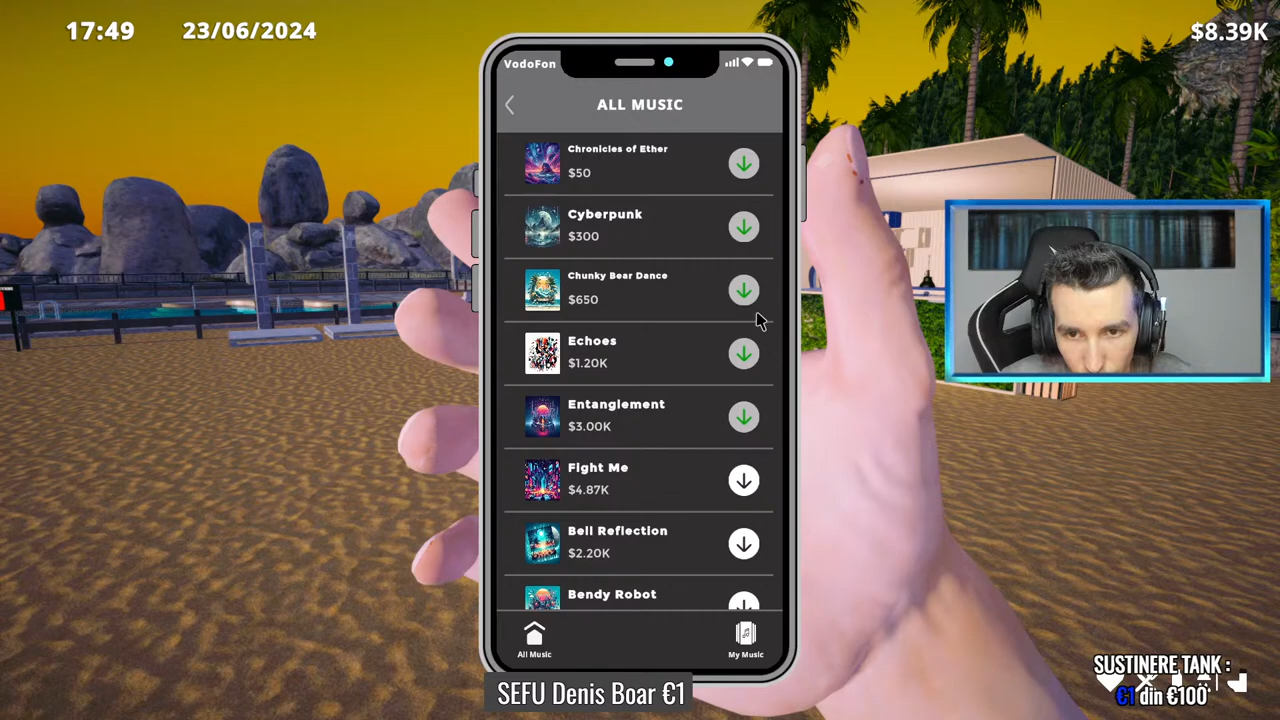 17:49 23/06/2024
$8.39K
VodoFon
ALL MUSIC
Chronicles of Ether
$50
Cyberpunk
$300
Chunky Bear Dance
$650
Echoes
$1.20K
Entanglement
$3.00K
Fight Me
$4.87K
Bell Reflection
$2.20K
Bendy Robot
All Music
My Music
SEFU Denis Boar €1
SUSTINERE TANK :
€1 din €100